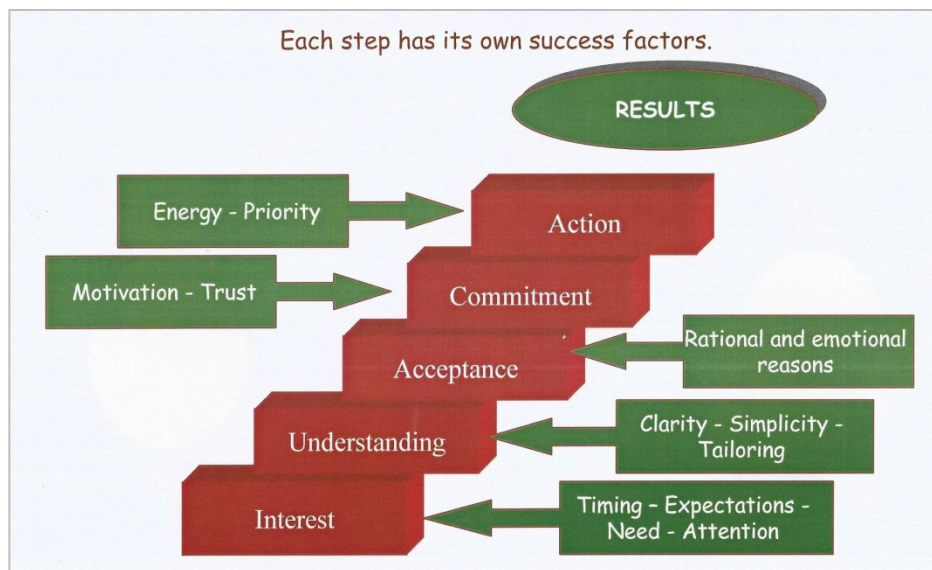 Each step has its own success factors.
RESULTS
Energy - Priority
Action
Motivation - Trust
Commitment
Acceptance
Rational and emotional
reasons
Understanding
Clarity - Simplicity -
Tailoring
Interest
Timing – Expectations -
Need - Attention